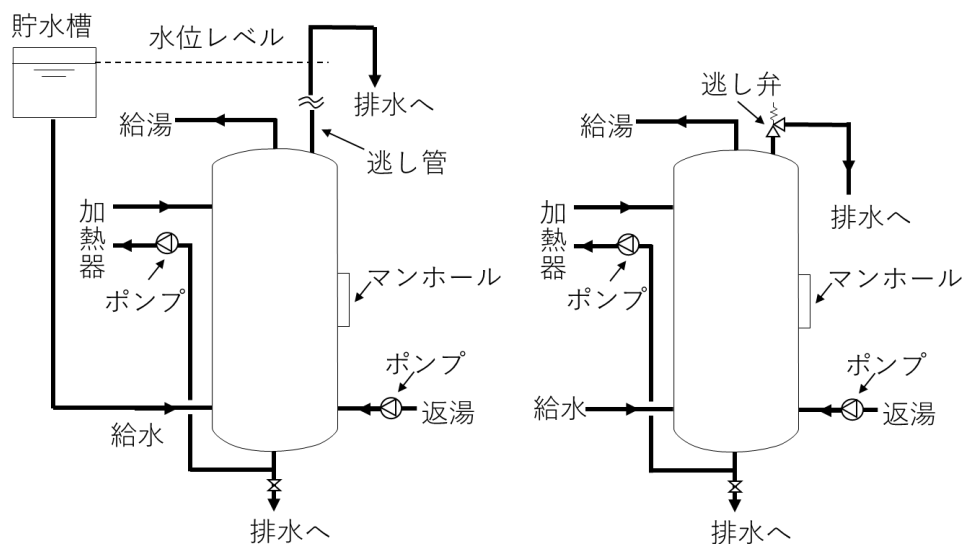 貯水槽
水位レベル
排水へ
給湯
逃し管
加熱器
ポンプ
マンホール
ポンプ
返湯
給水
排水へ
逃し弁
給湯
排水へ
加熱器
ポンプ
マンホール
ポンプ
給水
返湯
排水へ